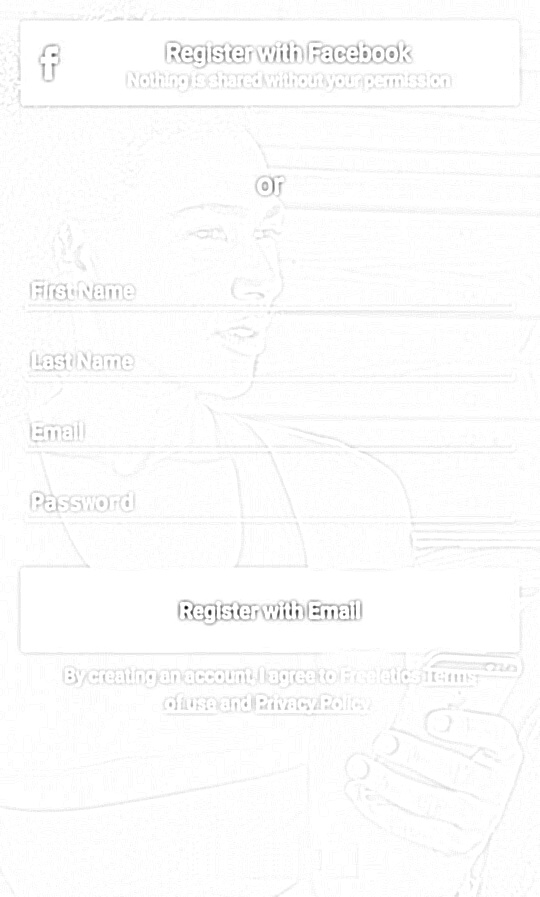 f
Register with Facebook
Nothing is shared without your permission
or
First Name
Last Name
Email
Password
Register with Email
By creating an account, I agree to Freeletics Terms
of use and Privacy Policy